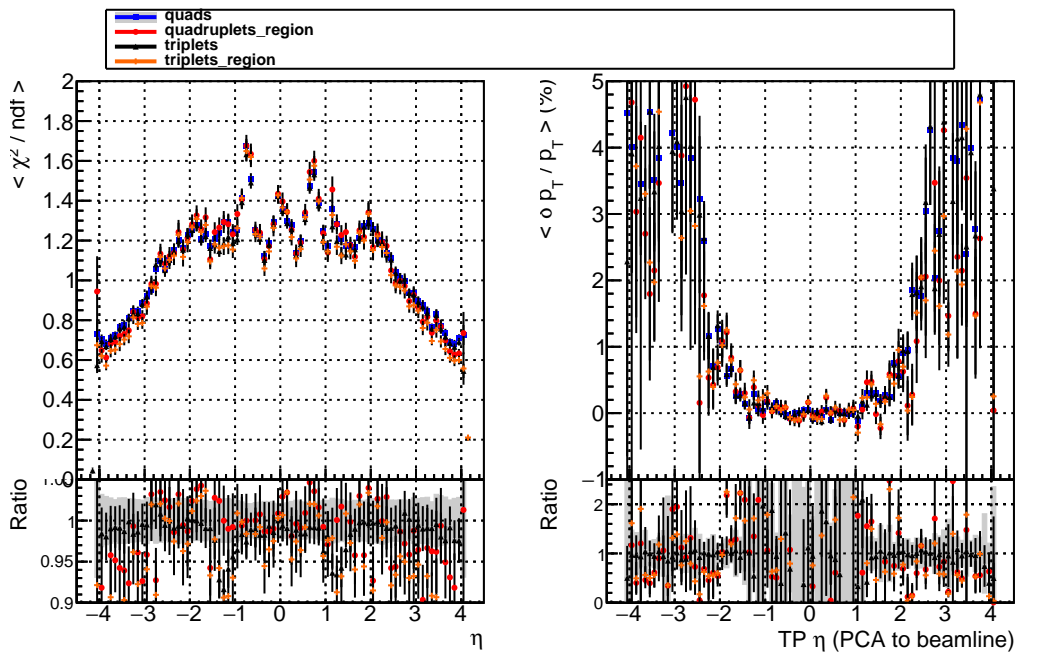 quads
quadruplets_region
triplets
triplets_region
< χ² / ndf >
2
1.8
1.6
1.4
1.2
1
0.8
0.6
0.4
0.2
0
Ratio
1
0.95
0.9
−4 −3 −2 −1 0 1 2 3 4
η
< σ p_T / p_T > (%)
5
4
3
2
1
0
−1
Ratio
2
1
0
−4 −3 −2 −1 0 1 2 3 4
TP η (PCA to beamline)